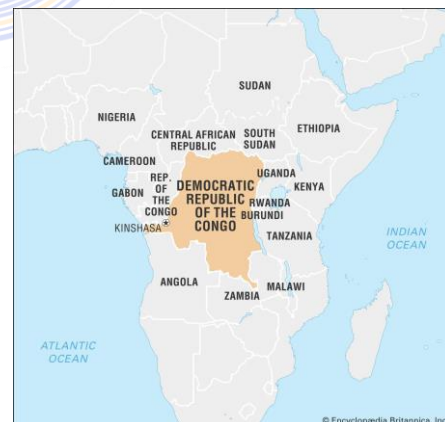 SUDAN
NIGERIA
ETHIOPIA
CENTRAL AFRICAN
REPUBLIC
SOUTH
SUDAN
CAMEROON
UGANDA
GABON
REP.
OF
THE
CONGO
DEMOCRATIC
REPUBLIC
OF THE
CONGO
KENYA
RWANDA
BURUNDI
KINSHASA
TANZANIA
INDIAN
OCEAN
ANGOLA
MALAWI
ZAMBIA
ATLANTIC
OCEAN
© Encyclopædia Britannica, Inc